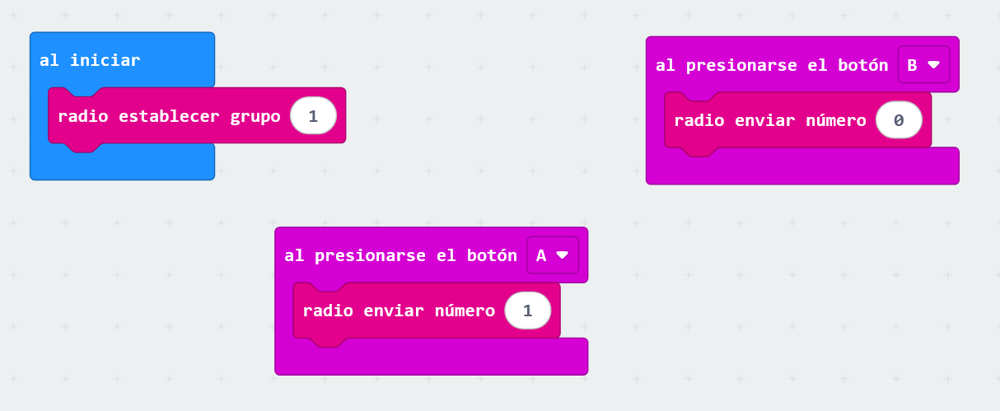 al iniciar
radio establecer grupo 1
al presionarse el botón B
radio enviar número 0
al presionarse el botón A
radio enviar número 1